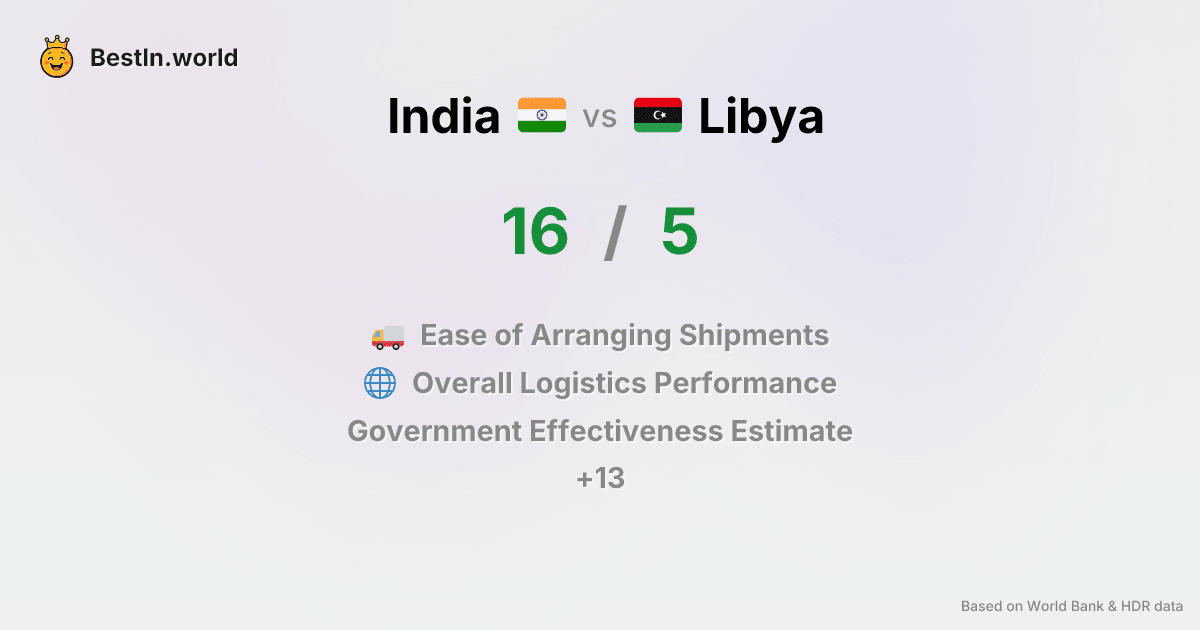 BestIn.world
India vs Libya
16 / 5
Ease of Arranging Shipments
Overall Logistics Performance
Government Effectiveness Estimate
+13
Based on World Bank & HDR data